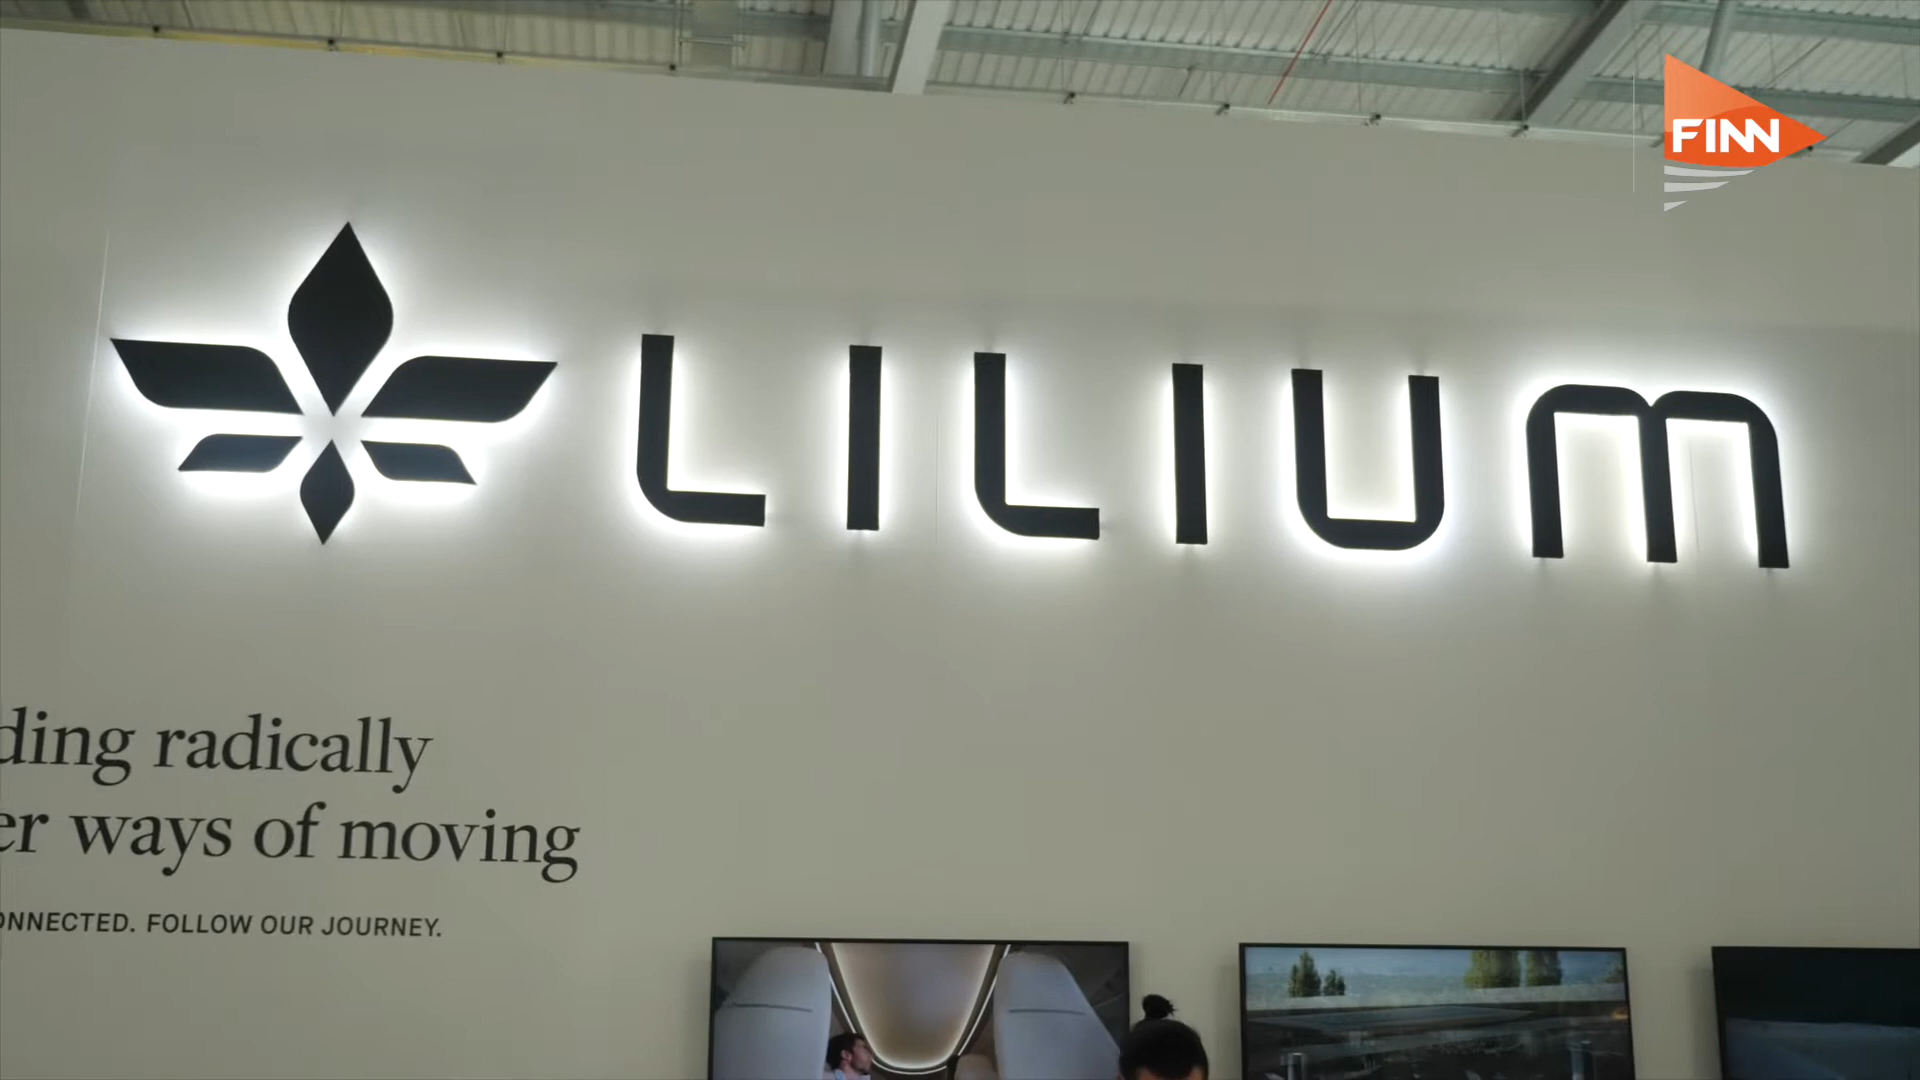 FINN
LILIUM
ding radically
er ways of moving
ONNECTED. FOLLOW OUR JOURNEY.